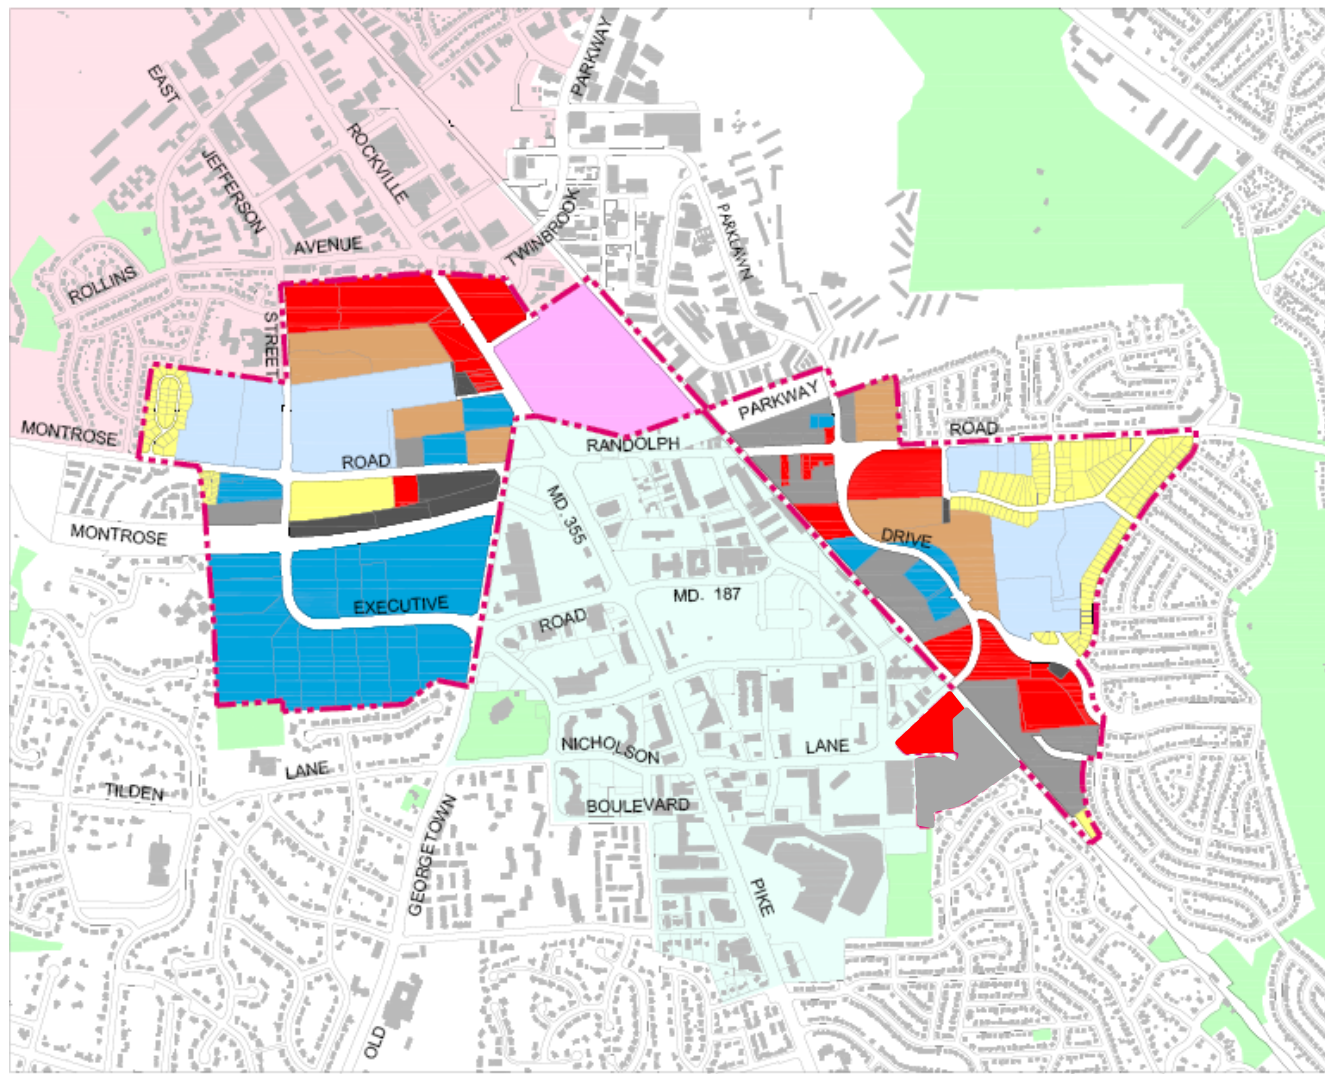 PARKWAY
EAST
ROCKVILLE
JEFFERSON
TWINBROOK
PARKLAWN
AVENUE
ROLLINS
STREET
PARKWAY
MONTROSE
RANDOLPH
ROAD
ROAD
MONTROSE
MD. 355
DRIVE
EXECUTIVE
MD. 187
ROAD
NICHOLSON
LANE
LANE
TILDEN
BOULEVARD
GEORGETOWN
PIKE
OLD